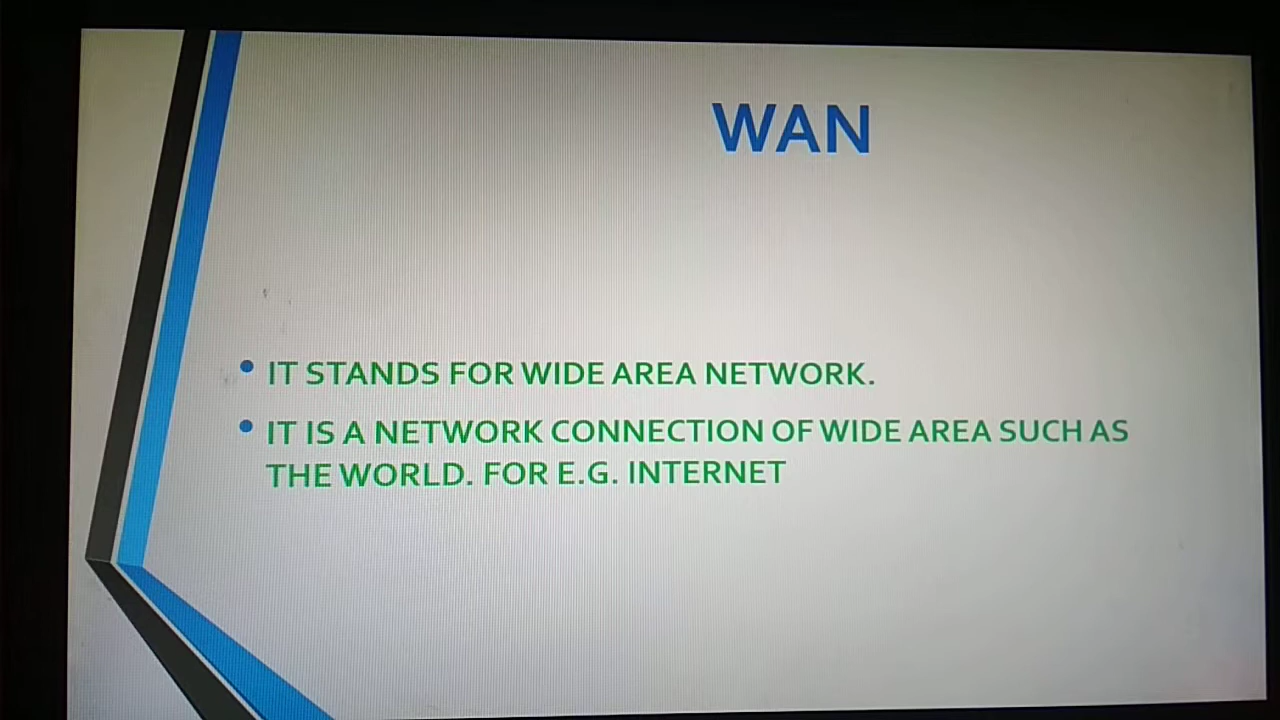 WAN
• IT STANDS FOR WIDE AREA NETWORK.
• IT IS A NETWORK CONNECTION OF WIDE AREA SUCH AS
THE WORLD. FOR E.G. INTERNET